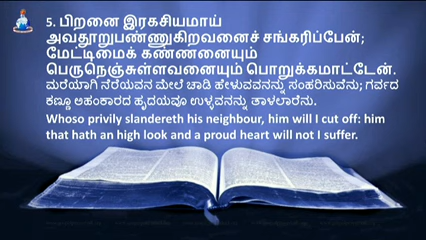 5. பிறனை இரகசியமாய்
அவதூறுபண்ணுகிறவனைச் சங்கரிப்பேன்;
மேட்டிமைக் கண்ணனையும்
பெருநெஞ்சுள்ளவனையும் பொறுக்கமாட்டேன்.
ಮರೆಯಾಗಿ ನೆರೆಯವನ ಮೇಲೆ ಚಾಡಿ ಹೇಳುವವನನ್ನು ಸಂಹರಿಸುವೆನು; ಗರ್ವದ
ಕಣ್ಣೂ ಅಹಂಕಾರದ ಹೃದಯವೂ ಉಳ್ಳವನನ್ನು ತಾಳಲಾರೆನು.
Whoso privily slandereth his neighbour, him will I cut off: him
that hath an high look and a proud heart will not I suffer.